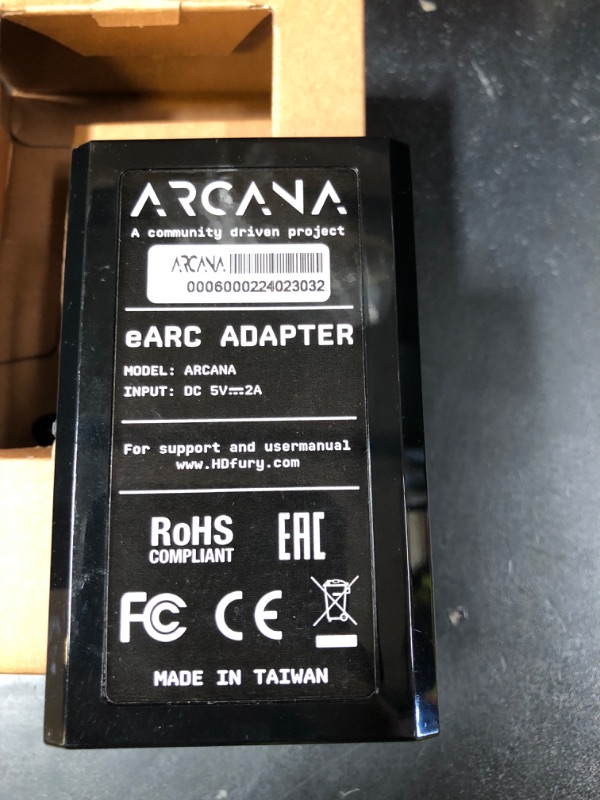 ARCANA
A community driven project
ARCANA
0006000224023032
eARC ADAPTER
MODEL: ARCANA
INPUT: DC 5V⎓2A
For support and usermanual
www.HDfury.com
RoHS
COMPLIANT
EAC
FC CE
MADE IN TAIWAN